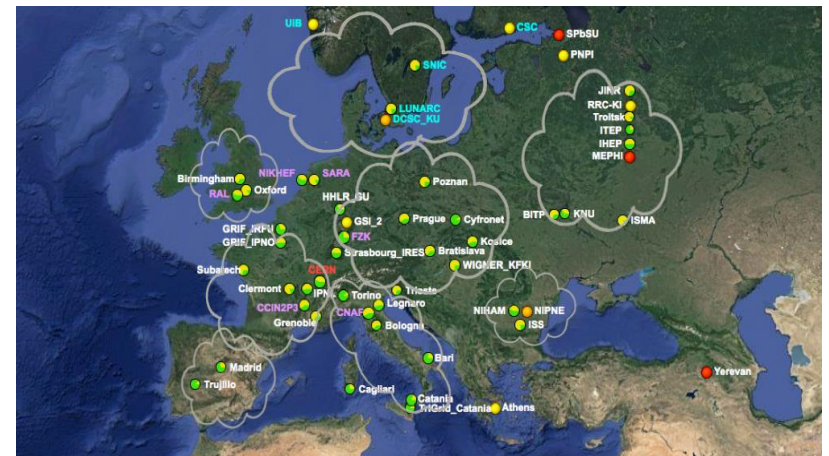 UIB
CSC
SPbSU
PNPI
SNIC
JINR
RRC-KI
LUNARC
Troitsk
DCSC_KU
ITEP
IHEP
MEPHI
NIKHEF
SARA
Birmingham
Poznan
RAL
Oxford
HHLR_GU
BITP
KNU
ISMA
GSI_2
Prague
Cyfronet
GRIF_IRFU
FZK
GRIF_IPNO
Kosice
Strasbourg_IRES
Bratislava
Subatech
CERN
WIGNER_KFKI
Clermont
IPNL
Torino
Trieste
CCIN2P3
Legnaro
Grenoble
CNAF
NIHAM
NIPNE
Bologna
ISS
Bari
Madrid
Yerevan
Trujillo
Cagliari
Catania
TriGrid_Catania
Athens